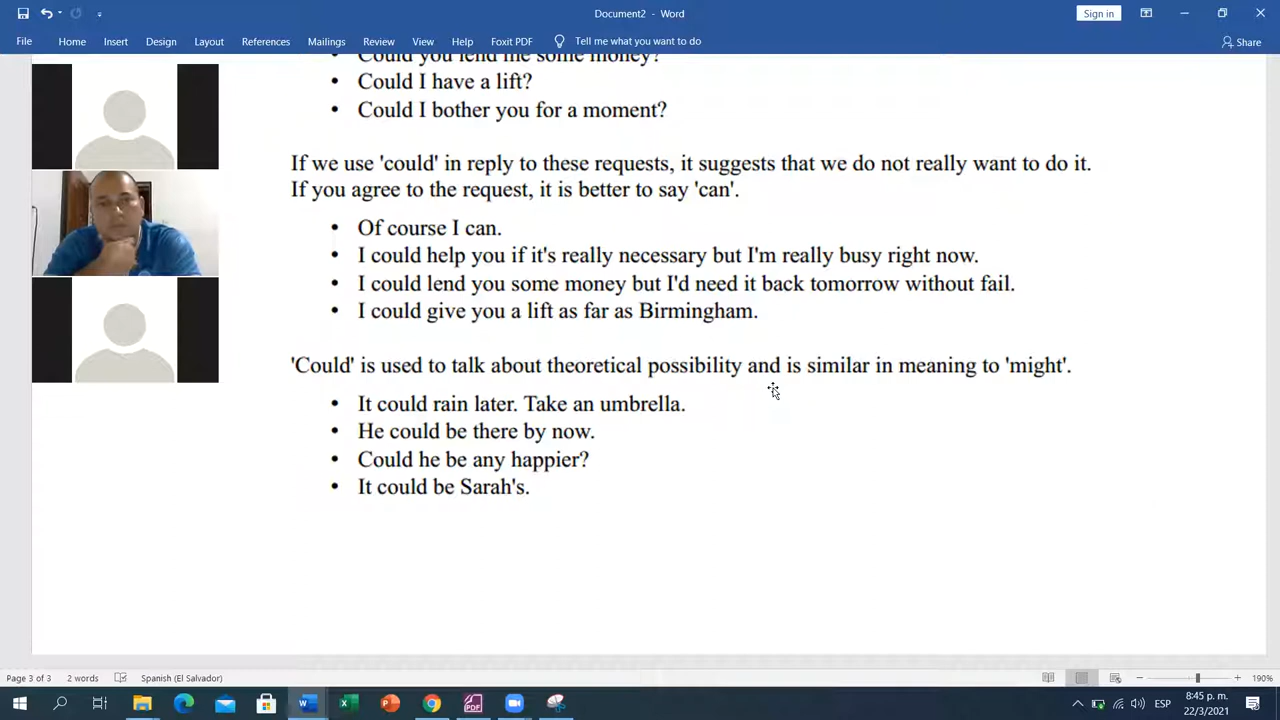 Document2 - Word
Sign in
File Home Insert Design Layout References Mailings Review View Help Foxit PDF Tell me what you want to do Share
Could you lend me some money?
• Could I have a lift?
• Could I bother you for a moment?
If we use 'could' in reply to these requests, it suggests that we do not really want to do it.
If you agree to the request, it is better to say 'can'.
• Of course I can.
• I could help you if it's really necessary but I'm really busy right now.
• I could lend you some money but I'd need it back tomorrow without fail.
• I could give you a lift as far as Birmingham.
'Could' is used to talk about theoretical possibility and is similar in meaning to 'might'.
• It could rain later. Take an umbrella.
• He could be there by now.
• Could he be any happier?
• It could be Sarah's.
Page 3 of 3 2 words Spanish (El Salvador) 190%
ESP 8:45 p. m.
22/3/2021